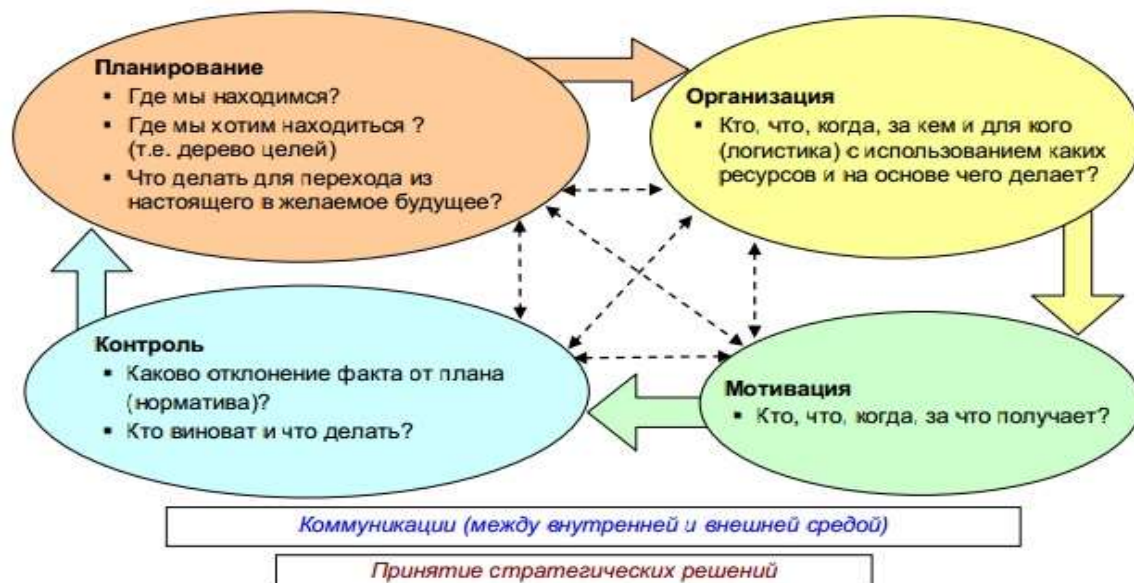 Планирование
▪ Где мы находимся?
▪ Где мы хотим находиться ?
(т.е. дерево целей)
▪ Что делать для перехода из
настоящего в желаемое будущее?
Организация
▪ Кто, что, когда, за кем и для кого
(логистика) с использованием каких
ресурсов и на основе чего делает?
Контроль
▪ Каково отклонение факта от плана
(норматива)?
▪ Кто виноват и что делать?
Мотивация
▪ Кто, что, когда, за что получает?
Коммуникации (между внутренней и внешней средой)
Принятие стратегических решений